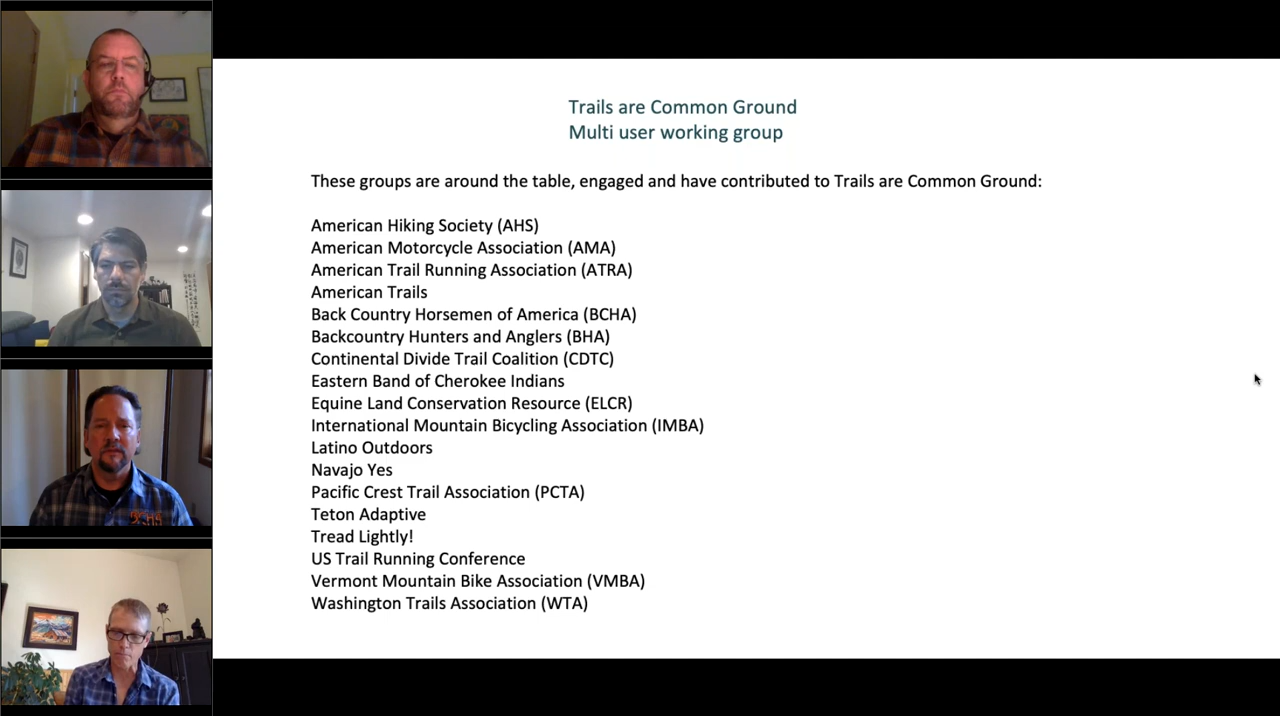 Trails are Common Ground
Multi user working group
These groups are around the table, engaged and have contributed to Trails are Common Ground:
American Hiking Society (AHS)
American Motorcycle Association (AMA)
American Trail Running Association (ATRA)
American Trails
Back Country Horsemen of America (BCHA)
Backcountry Hunters and Anglers (BHA)
Continental Divide Trail Coalition (CDTC)
Eastern Band of Cherokee Indians
Equine Land Conservation Resource (ELCR)
International Mountain Bicycling Association (IMBA)
Latino Outdoors
Navajo Yes
Pacific Crest Trail Association (PCTA)
Teton Adaptive
Tread Lightly!
US Trail Running Conference
Vermont Mountain Bike Association (VMBA)
Washington Trails Association (WTA)